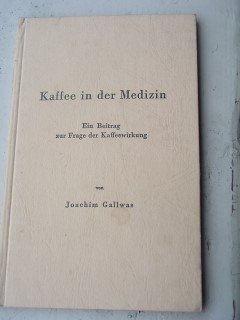 Kaffee in der Medizin
Ein Beitrag
zur Frage der Kaffeewirkung
von
Joachim Gallwas